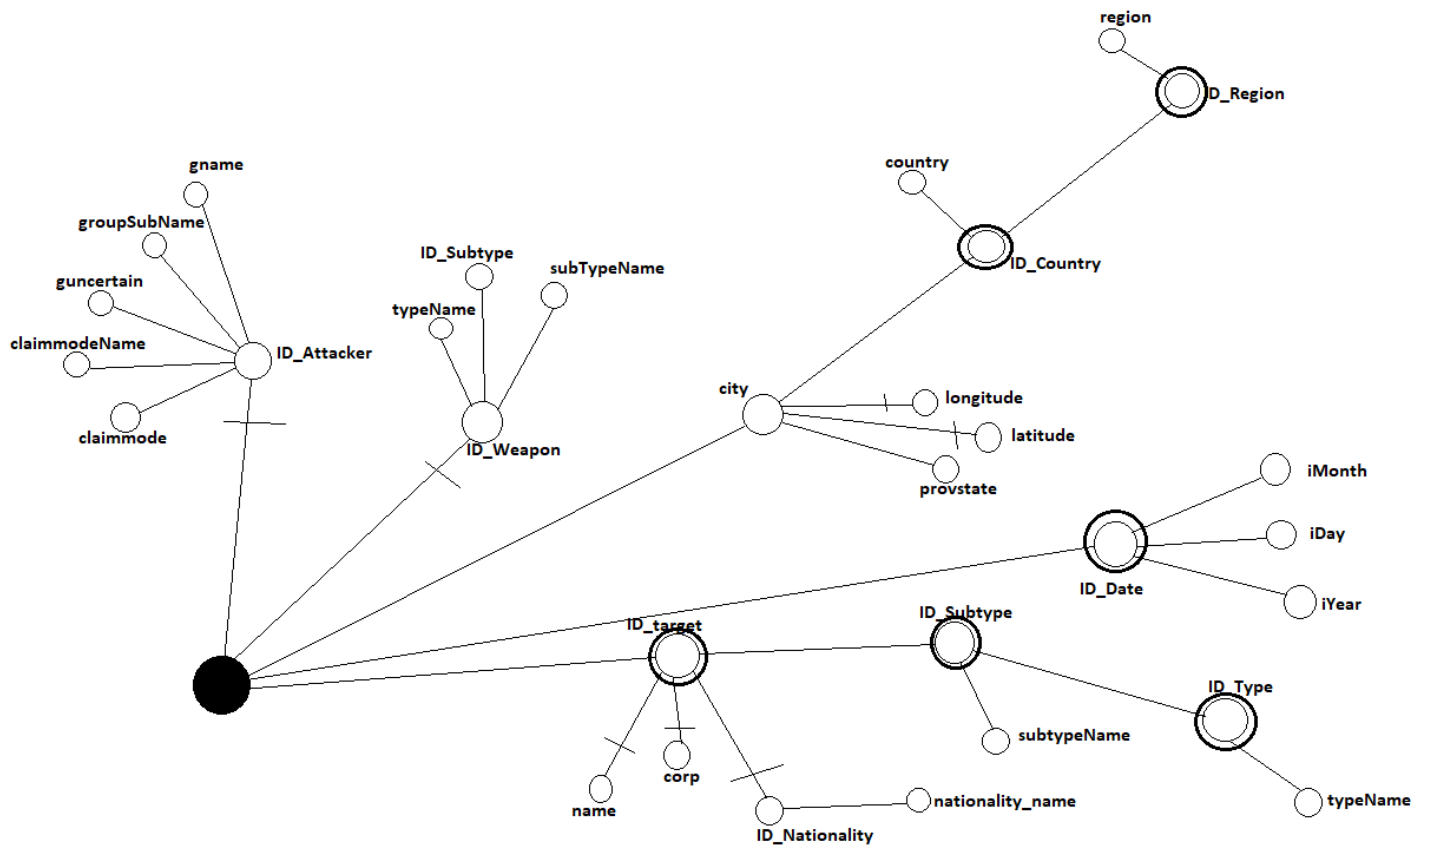 region
D_Region
country
ID_Country
gname
groupSubName
guncertain
claimmodeName
claimmode
ID_Attacker
ID_Subtype
subTypeName
typeName
ID_Weapon
city
longitude
latitude
provstate
iMonth
iDay
iYear
ID_Date
ID_target
ID_Subtype
ID_Type
subtypeName
typeName
name
corp
ID_Nationality
nationality_name